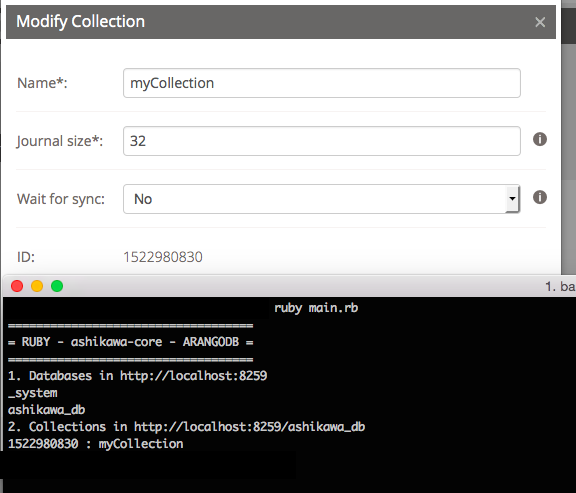 Modify Collection ×
Name*: myCollection
Journal size*: 32
Wait for sync: No
ID: 1522980830
1. ba
ruby main.rb
===================================
= RUBY - ashikawa-core - ARANGODB =
===================================
1. Databases in http://localhost:8259
_system
ashikawa_db
2. Collections in http://localhost:8259/ashikawa_db
1522980830 : myCollection